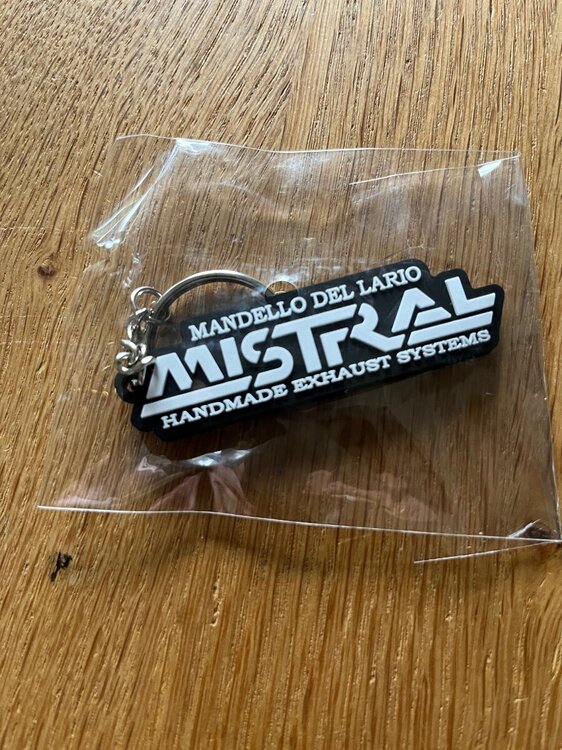 MANDELLO DEL LARIO
MISTRAL
HANDMADE EXHAUST SYSTEMS